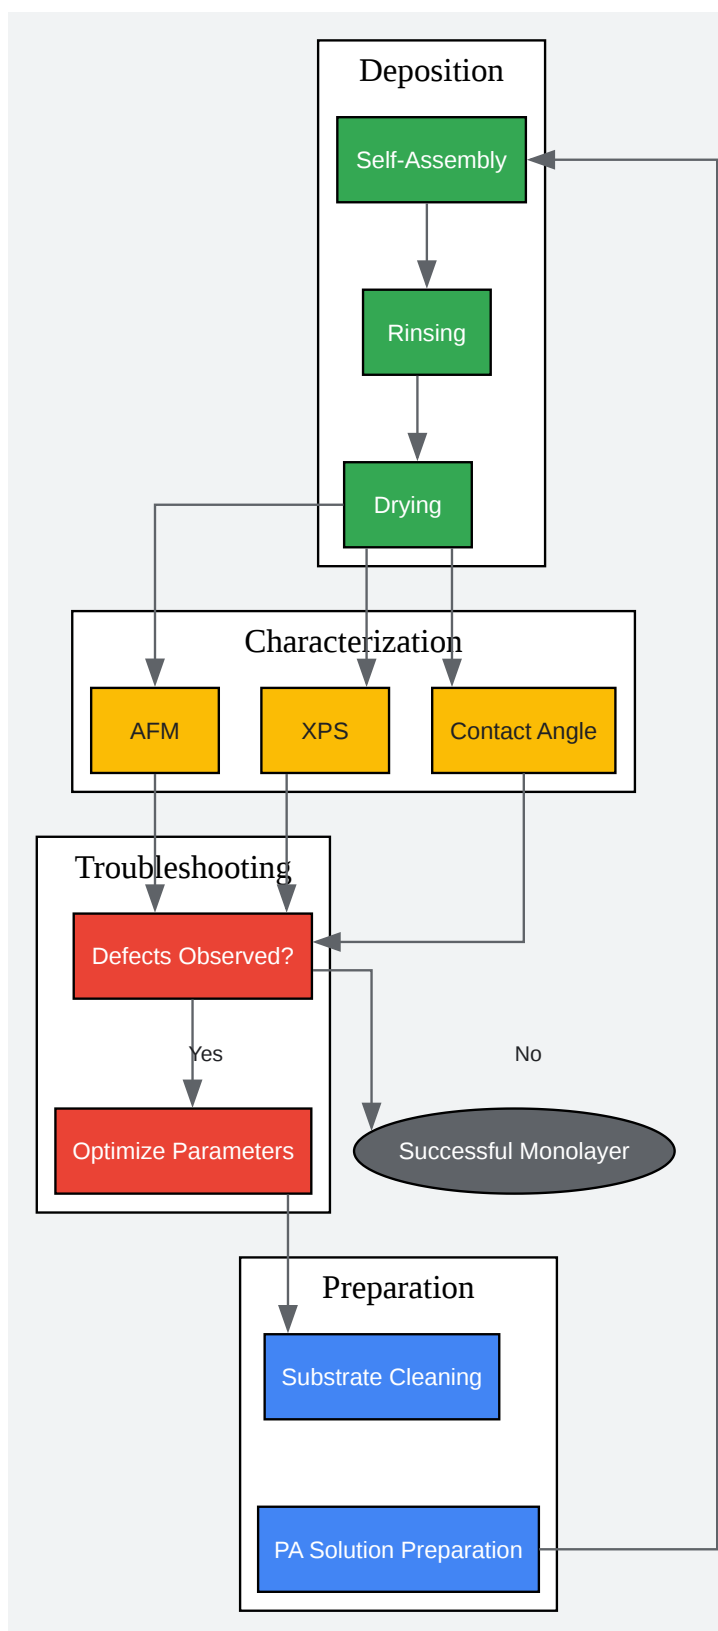 Deposition
Self-Assembly
Rinsing
Drying
Characterization
AFM
XPS
Contact Angle
Troubleshooting
Defects Observed?
Yes
No
Optimize Parameters
Successful Monolayer
Preparation
Substrate Cleaning
PA Solution Preparation